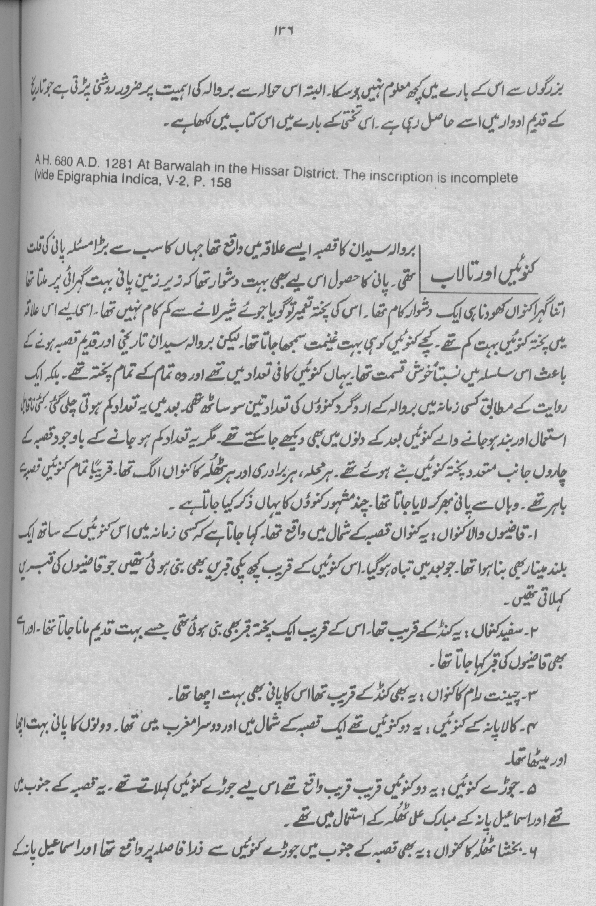 ۱۳۶
بزرگوں سے اس کے بارے میں کچھ معلوم نہیں ہوسکا۔ البتہ اس حوالہ سے بروالہ کی اہمیت پر ضرور روشنی پڑتی ہے جو تاریخ
کے قدیم ادوار میں اسے حاصل رہی ہے۔ اس تختی کے بارے میں اس کتاب میں لکھا ہے۔
A.H. 680 A.D. 1281 At Barwalah in the Hissar District. The inscription is incomplete
(vide Epigraphia Indica, V-2, P. 158
کنوئیں اور تالاب
بروالہ سیدان کا قصبہ ایسے علاقہ میں واقع تھا جہاں کا سب سے بڑا مسئلہ پانی کی قلت
تھی۔ پانی کا حصول اس لیے بھی بہت دشوار تھا کہ زیر زمین پانی بہت گہرائی پر ملتا تھا
اتنا گہرا کنواں کھودنا ہی ایک دشوار کام تھا۔ اس کی پختہ تعمیر تو گویا جوئے شیر لانے سے کم کام نہیں تھا۔ اسی لیے اس علاقہ
میں پختہ کنوئیں بہت کم تھے۔ کچے کنوئیں کو ہی بہت غنیمت سمجھا جاتا تھا۔ لیکن بروالہ سیدان تاریخی اور قدیم قصبہ ہونے کے
باعث اس سلسلہ میں نسبتاً خوش قسمت تھا۔ یہاں کنوئیں کافی تعداد میں تھے اور وہ تمام کے تمام پختہ تھے۔ بلکہ ایک
روایت کے مطابق کسی زمانہ میں بروالہ کے اردگرد کنوؤں کی تعداد تین سو ساٹھ تھی۔ بعد میں یہ تعداد کم ہوتی چلی گئی۔ کئی ناقابل
استعمال اور بند ہو جانے والے کنوئیں بعد کے دنوں میں بھی دیکھے جا سکتے تھے۔ مگر یہ تعداد کم ہو جانے کے باوجود قصبہ کے
چاروں جانب متعدد پختہ کنوئیں بنے ہوئے تھے۔ ہر محلہ، ہر برادری اور ہر ٹھلہ کا کنواں الگ تھا۔ قریباً تمام کنوئیں قصبہ سے
باہر تھے۔ وہاں سے پانی بھر کر لایا جاتا تھا۔ چند مشہور کنوؤں کا یہاں ذکر کیا جاتا ہے۔
۱۔ قاضیوں والا کنواں: یہ کنواں قصبہ کے شمال میں واقع تھا۔ کہا جاتا ہے کہ کسی زمانہ میں اس کنوئیں کے ساتھ ایک
بلند مینار بھی بنا ہوا تھا۔ جو بعد میں تباہ ہوگیا۔ اس کنوئیں کے قریب کچھ پکی قبریں بھی بنی ہوئی تھیں جو قاضیوں کی قبریں
کہلاتی تھیں۔
۲۔ سفید کنواں: یہ کنڈ کے قریب تھا۔ اس کے قریب ایک پختہ قبر بھی بنی ہوئی تھی جسے بہت قدیم مانا جاتا تھا۔ اور اسے
بھی قاضیوں کی قبر کہا جاتا تھا۔
۳۔ چینت رام کا کنواں: یہ بھی کنڈ کے قریب تھا اس کا پانی بھی بہت اچھا تھا۔
۴۔ کالا پانہ کے کنوئیں: یہ دو کنوئیں تھے ایک قصبہ کے شمال میں اور دوسرا مغرب میں تھا۔ دونوں کا پانی بہت اچھا
اور میٹھا تھا۔
۵۔ جوڑے کنوئیں: یہ دو کنوئیں قریب قریب واقع تھے اس لیے جوڑے کنوئیں کہلاتے تھے۔ یہ قصبہ کے جنوب میں
تھے اور اسماعیل پانہ کے مبارک علی ٹھلہ کے استعمال میں تھے۔
۶۔ بخشا ٹھلہ کا کنواں: یہ بھی قصبہ کے جنوب میں جوڑے کنوئیں سے ذرا فاصلہ پر واقع تھا اور اسماعیل پانہ کے